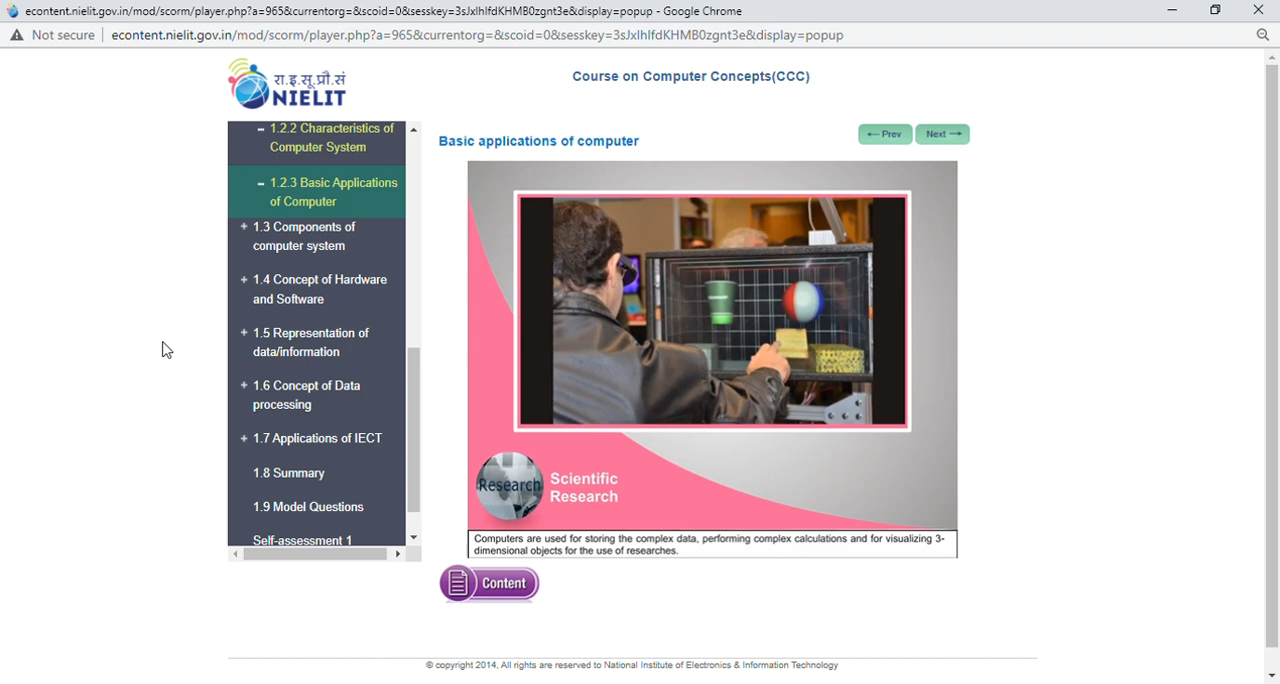 econtent.nielit.gov.in/mod/scorm/player.php?a=965&currentorg=&scoid=0&sesskey=3sJxlhlfdKHMB0zgnt3e&display=popup - Google Chrome
Not secure
econtent.nielit.gov.in/mod/scorm/player.php?a=965&currentorg=&scoid=0&sesskey=3sJxlhlfdKHMB0zgnt3e&display=popup
रा.इ.सू.प्रौ.सं
NIELIT
Course on Computer Concepts(CCC)
- 1.2.2 Characteristics of
Computer System
- 1.2.3 Basic Applications
of Computer
+ 1.3 Components of
computer system
+ 1.4 Concept of Hardware
and Software
+ 1.5 Representation of
data/information
+ 1.6 Concept of Data
processing
+ 1.7 Applications of IECT
1.8 Summary
1.9 Model Questions
Self-assessment 1
Basic applications of computer
← Prev
Next →
Research
Scientific
Research
Computers are used for storing the complex data, performing complex calculations and for visualizing 3-
dimensional objects for the use of researches.
Content
© copyright 2014, All rights are reserved to National Institute of Electronics & Information Technology